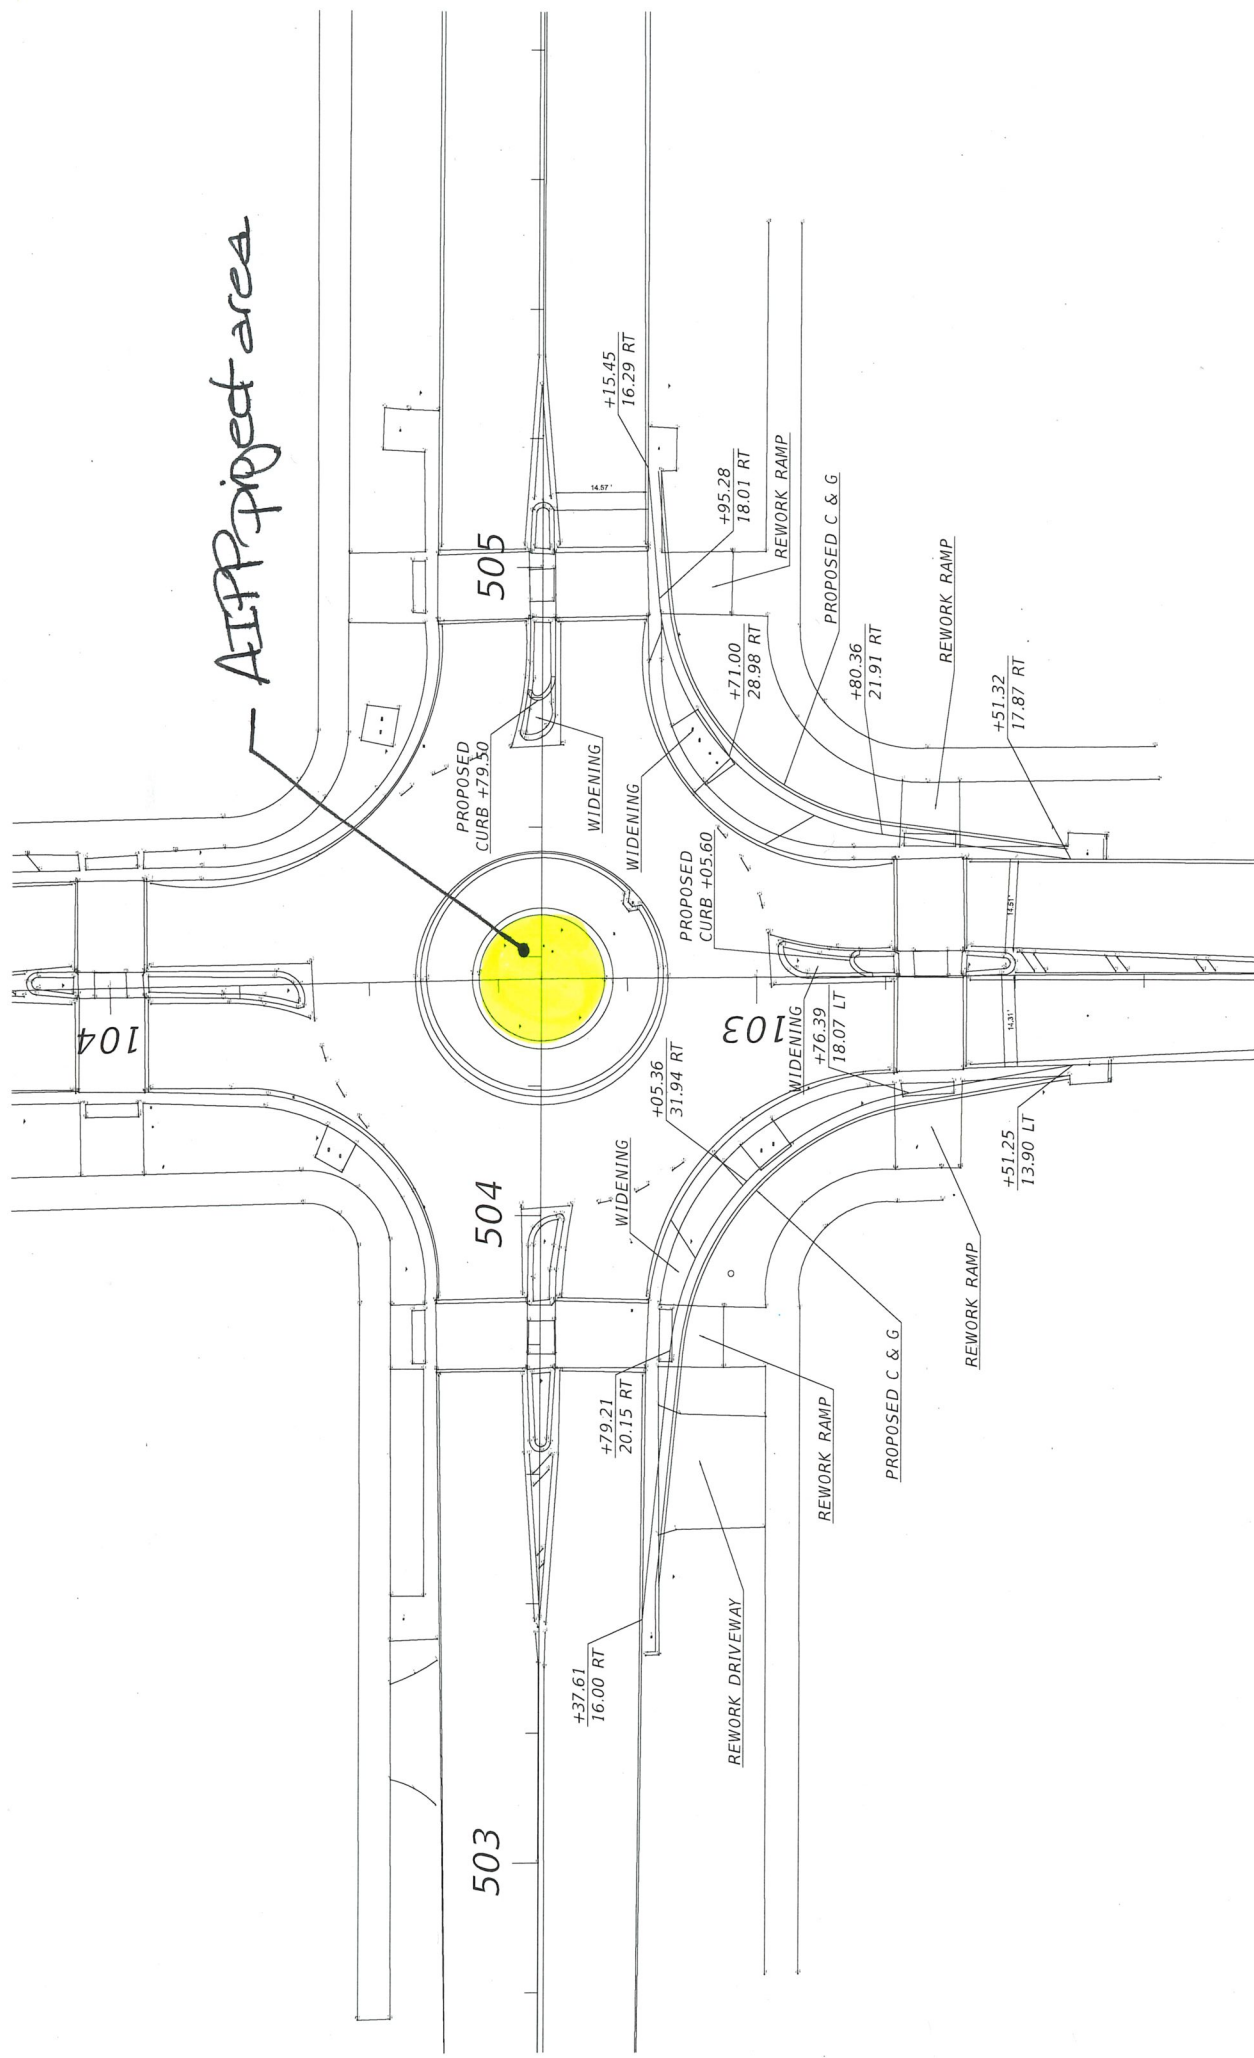 AIPP project area
505
+15.45
16.29 RT
14.57'
+95.28
18.01 RT
REWORK RAMP
PROPOSED C & G
+71.00
28.98 RT
+80.36
21.91 RT
REWORK RAMP
+51.32
17.87 RT
PROPOSED
CURB +79.50
WIDENING
WIDENING
PROPOSED
CURB +05.60
14.51'
104
103
WIDENING
+76.39
18.07 LT
14.31'
+05.36
31.94 RT
+51.25
13.90 LT
504
WIDENING
REWORK RAMP
PROPOSED C & G
+79.21
20.15 RT
REWORK RAMP
+37.61
16.00 RT
REWORK DRIVEWAY
503